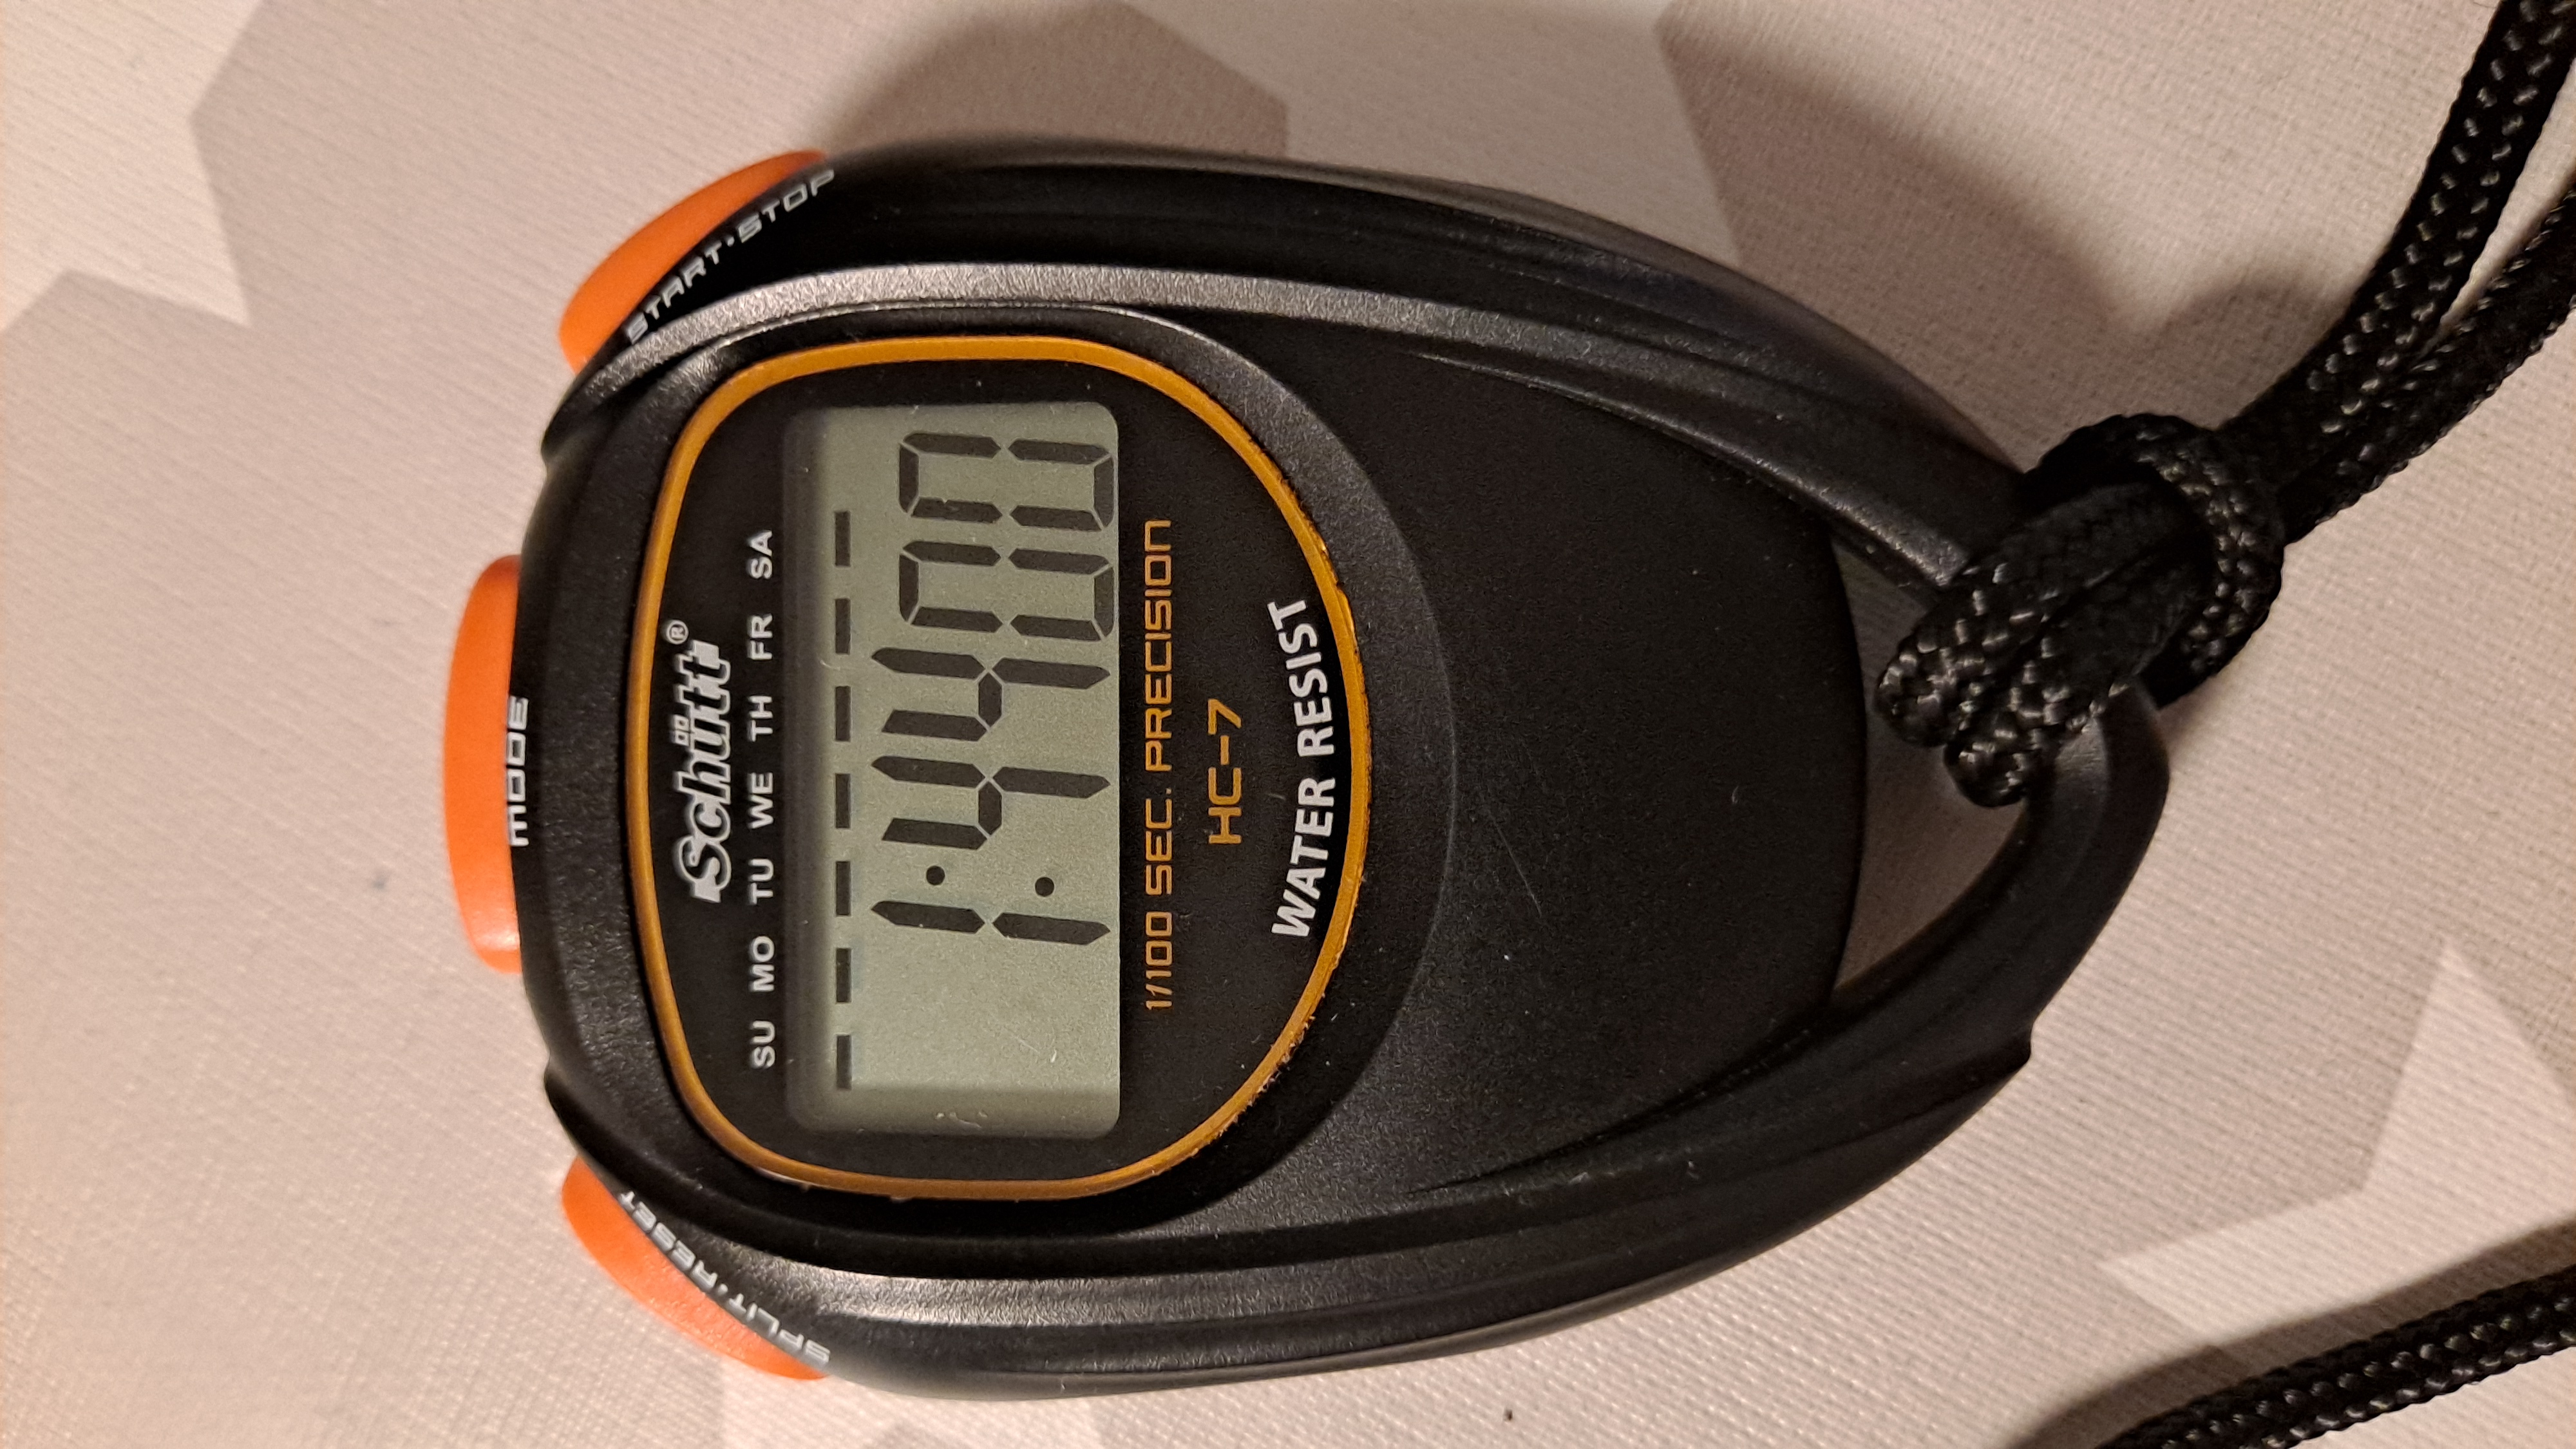 MODE
SPLIT·RESET
START·STOP
Schütt®
SU MO TU WE TH FR SA
1:44 00
1/100 SEC. PRECISION
HC-7
WATER RESIST